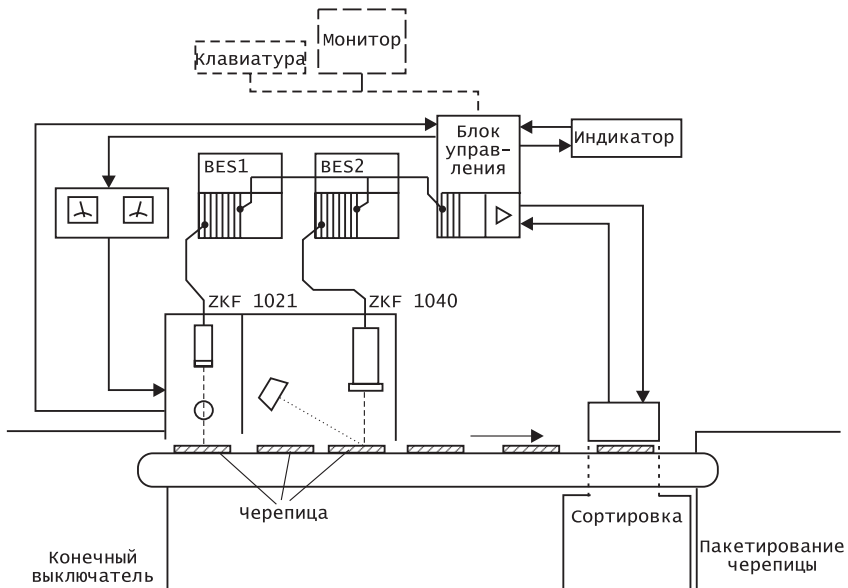 Монитор
Клавиатура
Блок
управ-
ления
Индикатор
BES1
BES2
ZKF 1021
ZKF 1040
Черепица
Сортировка
Конечный
выключатель
Пакетирование
черепицы